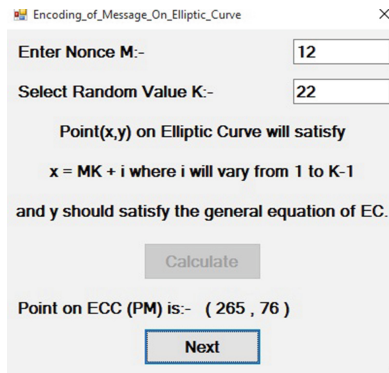 Encoding_of_Message_On_Elliptic_Curve
Enter Nonce M:- 12
Select Random Value K:- 22
Point(x,y) on Elliptic Curve will satisfy
x = MK + i where i will vary from 1 to K-1
and y should satisfy the general equation of EC.
Calculate
Point on ECC (PM) is:- ( 265 , 76 )
Next